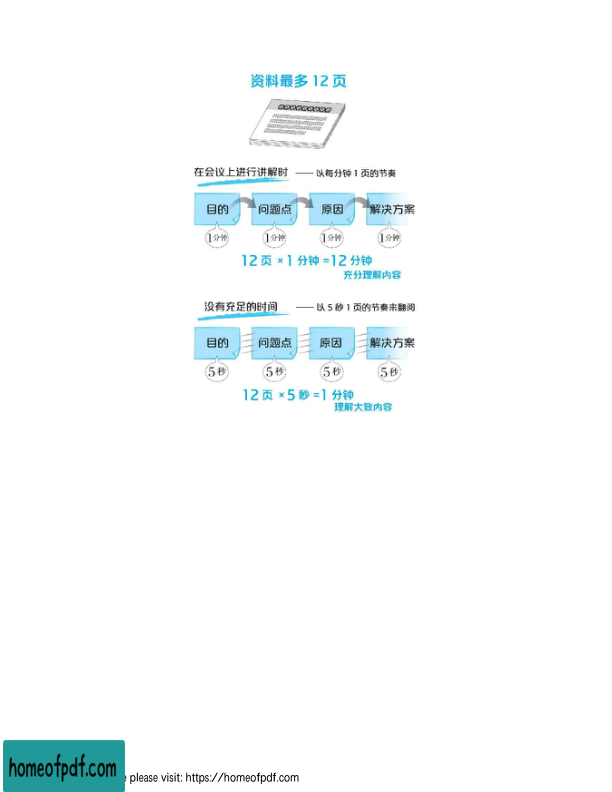 资料最多 12 页
在会议上进行讲解时 —— 以每分钟 1 页的节奏
目的 问题点 原因 解决方案
1分钟 1分钟 1分钟 1分钟
12 页 × 1 分钟 =12 分钟
充分理解内容
没有充足的时间 —— 以 5 秒 1 页的节奏来翻阅
目的 问题点 原因 解决方案
5秒 5秒 5秒 5秒
12 页 × 5 秒 =1 分钟
理解大致内容
homeofpdf.com
please visit: https://homeofpdf.com